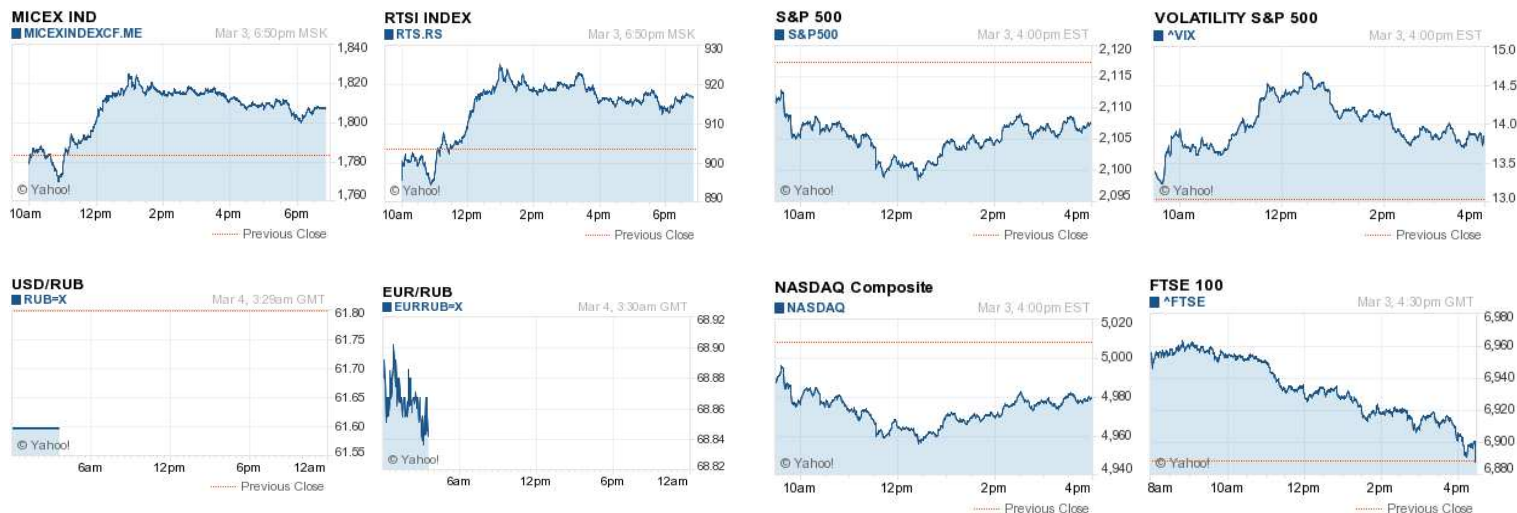 MICEX IND
MICEXINDEXCF.ME Mar 3, 6:50pm MSK
1,840
1,820
1,800
1,780
1,760
© Yahoo!
10am 12pm 2pm 4pm 6pm
Previous Close
RTSI INDEX
RTS.RS Mar 3, 6:50pm MSK
930
920
910
900
890
© Yahoo!
10am 12pm 2pm 4pm 6pm
S&P 500
S&P500 Mar 3, 4:00pm EST
2,120
2,115
2,110
2,105
2,100
2,095
© Yahoo!
10am 12pm 2pm 4pm
Previous Close
VOLATILITY S&P 500
^VIX Mar 3, 4:00pm EST
15.0
14.5
14.0
13.5
13.0
© Yahoo!
10am 12pm 2pm 4pm
Previous Close
USD/RUB
RUB=X Mar 4, 3:29am GMT
61.80
61.75
61.70
61.65
61.60
61.55
© Yahoo!
6am 12pm 6pm 12am
Previous Close
EUR/RUB
EURRUB=X Mar 4, 3:30am GMT
68.92
68.90
68.88
68.86
68.84
68.82
© Yahoo!
6am 12pm 6pm 12am
NASDAQ Composite
NASDAQ Mar 3, 4:00pm EST
5,020
5,000
4,980
4,960
4,940
© Yahoo!
10am 12pm 2pm 4pm
Previous Close
FTSE 100
^FTSE Mar 3, 4:30pm GMT
6,980
6,960
6,940
6,920
6,900
6,880
© Yahoo!
8am 10am 12pm 2pm 4pm
Previous Close